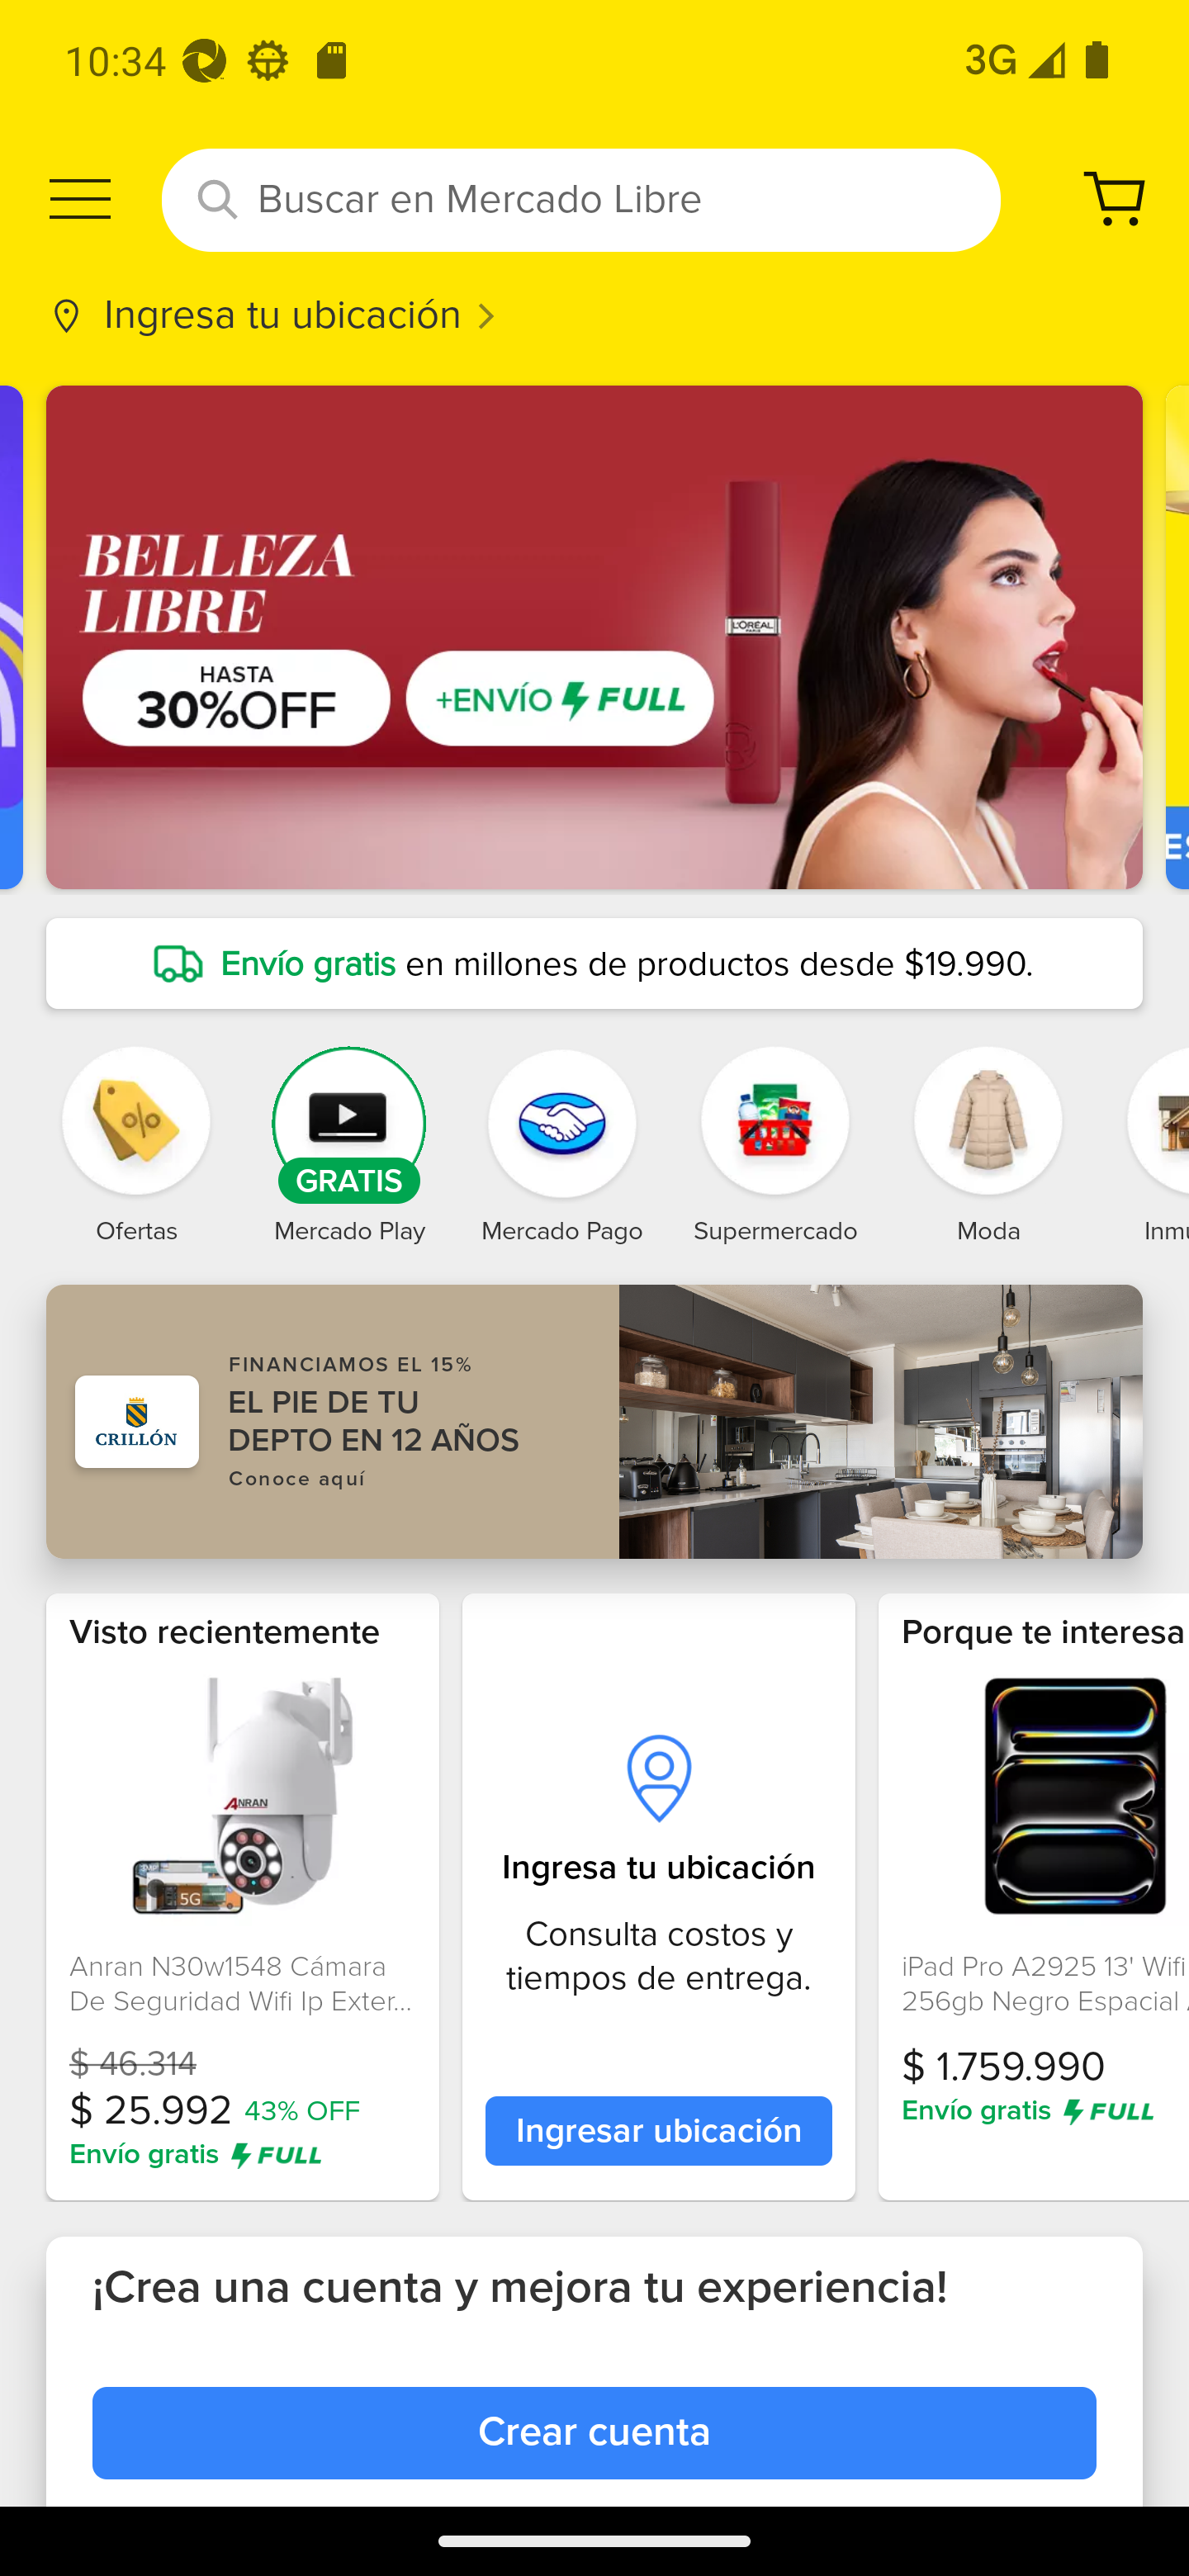 10:34
3G
Buscar en Mercado Libre
Ingresa tu ubicación
BELLEZA
LIBRE
HASTA
30%OFF
+ENVÍO FULL
L'ORÉAL
PARIS
Envío gratis en millones de productos desde $19.990.
GRATIS
Ofertas
Mercado Play
Mercado Pago
Supermercado
Moda
Inmu
CRILLÓN
FINANCIAMOS EL 15%
EL PIE DE TU
DEPTO EN 12 AÑOS
Conoce aquí
Visto recientemente
ANRAN
5G
Anran N30w1548 Cámara
De Seguridad Wifi Ip Exter...
$ 46.314
$ 25.992 43% OFF
Envío gratis FULL
Ingresa tu ubicación
Consulta costos y
tiempos de entrega.
Ingresar ubicación
Porque te interesa
iPad Pro A2925 13' Wifi
256gb Negro Espacial
$ 1.759.990
Envío gratis FULL
¡Crea una cuenta y mejora tu experiencia!
Crear cuenta